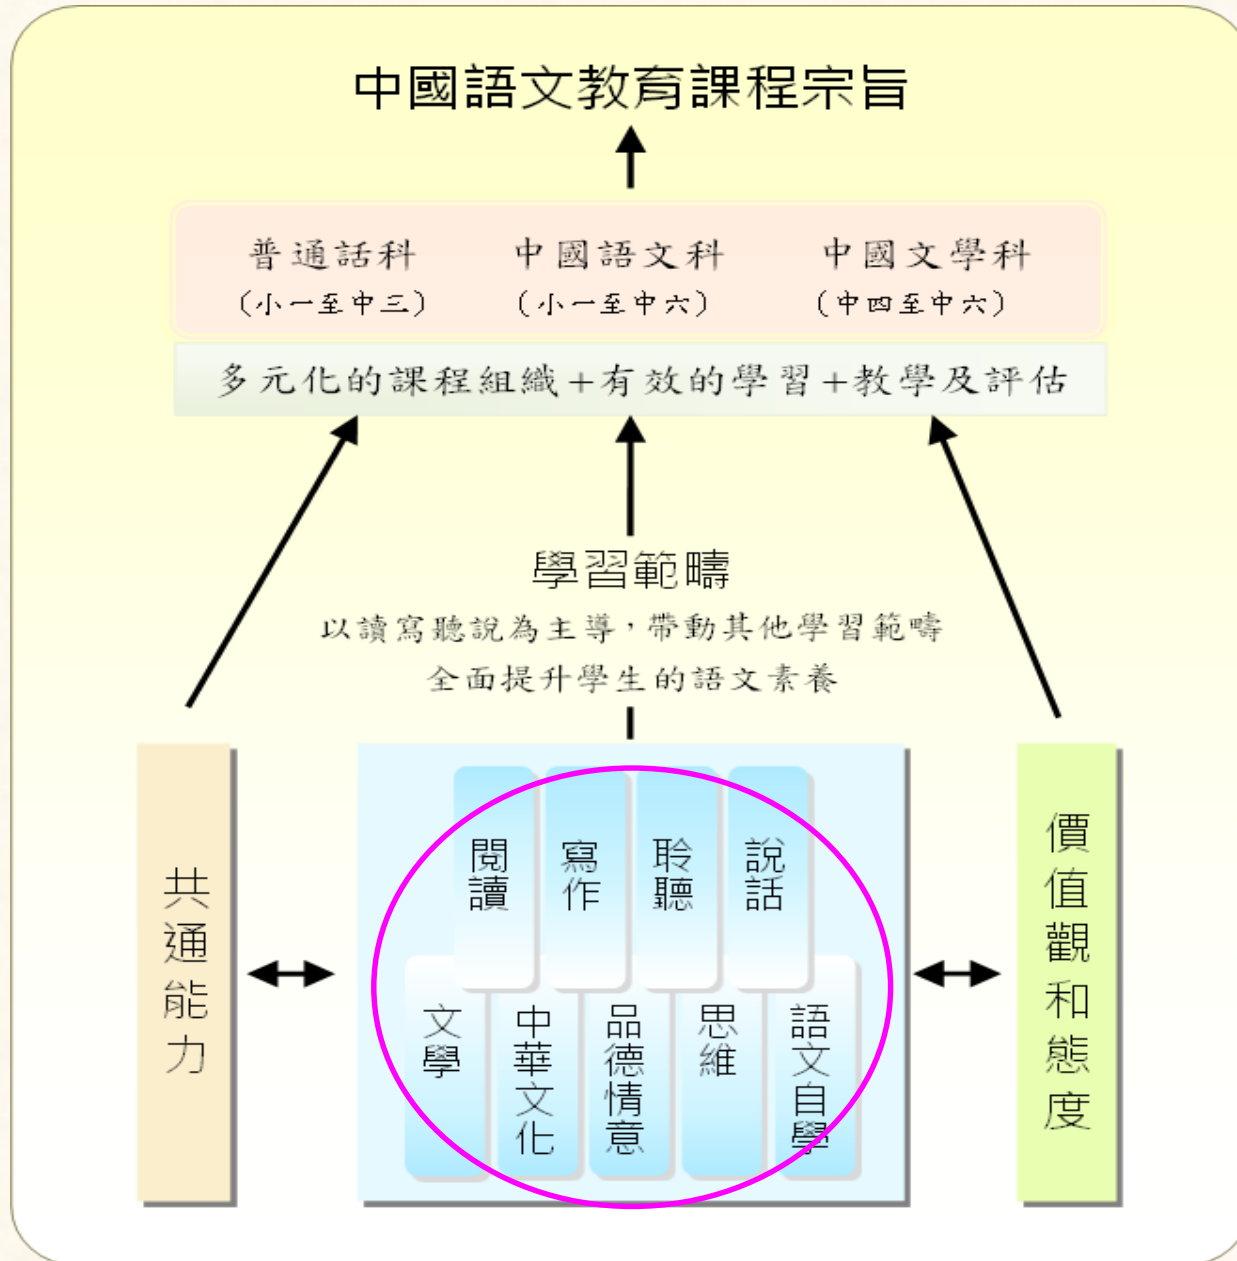 中國語文教育課程宗旨
普通話科 中國語文科 中國文學科
(小一至中三) (小一至中六) (中四至中六)
多元化的課程組織+有效的學習+教學及評估
學習範疇
以讀寫聽說為主導，帶動其他學習範疇
全面提升學生的語文素養
共通能力
閱讀
寫作
聆聽
說話
文學
中華文化
品德情意
思維
語文自學
價值觀和態度